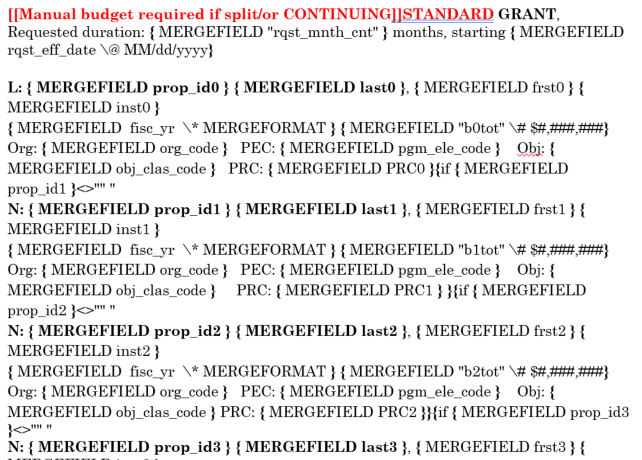 [[Manual budget required if split/or CONTINUING]]STANDARD GRANT,
Requested duration: { MERGEFIELD "rqst_mnth_cnt" } months, starting { MERGEFIELD
rqst_eff_date \@ MM/dd/yyyy}
L: { MERGEFIELD prop_id0 } { MERGEFIELD last0 }, { MERGEFIELD frst0 } {
MERGEFIELD inst0 }
{ MERGEFIELD  fisc_yr  \* MERGEFORMAT } { MERGEFIELD "b0tot" \# $#,###,###}
Org: { MERGEFIELD org_code }   PEC: { MERGEFIELD pgm_ele_code }    Obj: {
MERGEFIELD obj_clas_code }   PRC: { MERGEFIELD PRC0 }{if { MERGEFIELD
prop_id1 }<>"" "
N: { MERGEFIELD prop_id1 } { MERGEFIELD last1 }, { MERGEFIELD frst1 } {
MERGEFIELD inst1 }
{ MERGEFIELD  fisc_yr  \* MERGEFORMAT } { MERGEFIELD "b1tot" \# $#,###,###}
Org: { MERGEFIELD org_code }   PEC: { MERGEFIELD pgm_ele_code }    Obj: {
MERGEFIELD obj_clas_code }     PRC: { MERGEFIELD PRC1 } }{if { MERGEFIELD
prop_id2 }<>"" "
N: { MERGEFIELD prop_id2 } { MERGEFIELD last2 }, { MERGEFIELD frst2 } {
MERGEFIELD inst2 }
{ MERGEFIELD  fisc_yr  \* MERGEFORMAT } { MERGEFIELD "b2tot" \# $#,###,###}
Org: { MERGEFIELD org_code }   PEC: { MERGEFIELD pgm_ele_code }    Obj: {
MERGEFIELD obj_clas_code } PRC: { MERGEFIELD PRC2 }}{if { MERGEFIELD prop_id3
}<>"" "
N: { MERGEFIELD prop_id3 } { MERGEFIELD last3 }, { MERGEFIELD frst3 } {